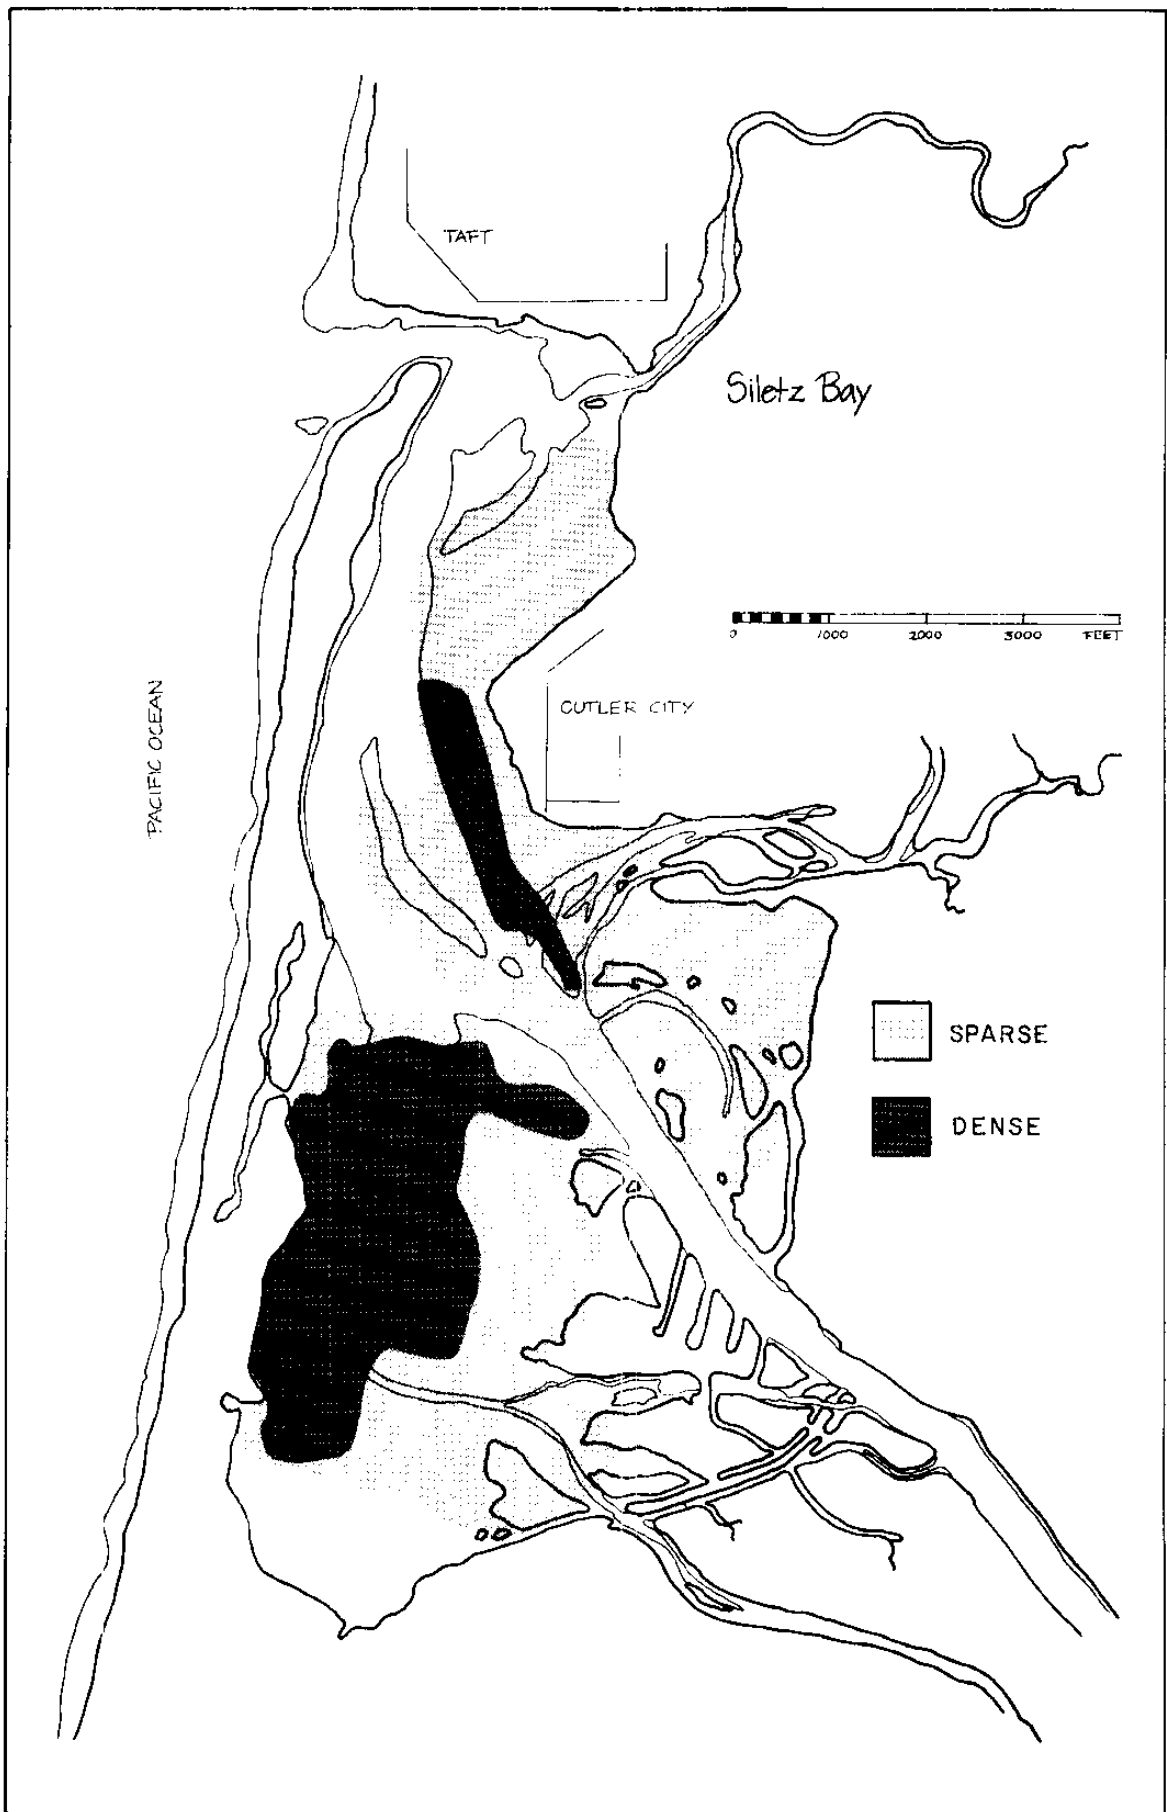 TAFT
Siletz Bay
0 1000 2000 3000 FEET
CUTLER CITY
PACIFIC OCEAN
SPARSE
DENSE